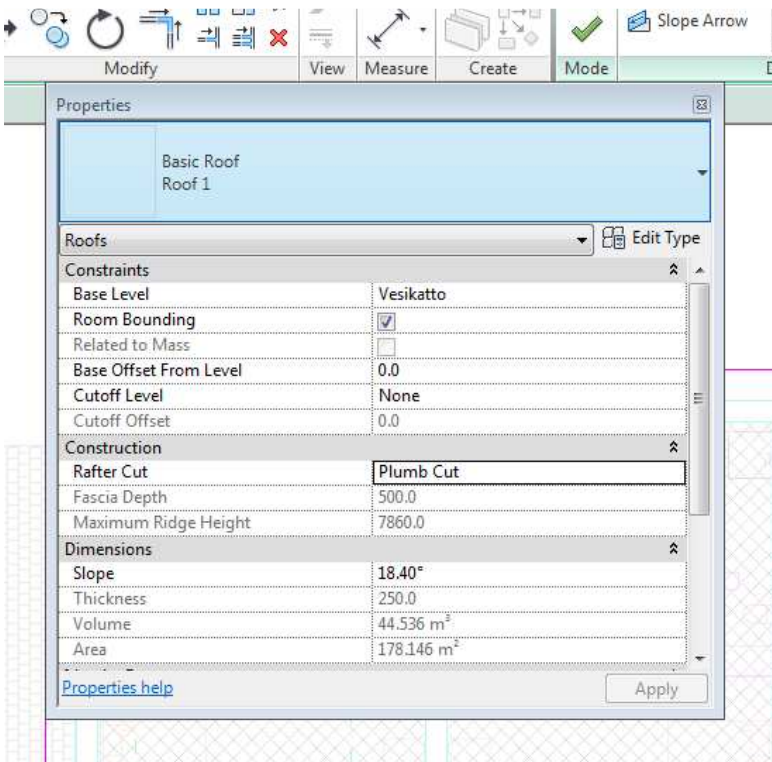 Slope Arrow
Modify View Measure Create Mode
Properties
Basic Roof
Roof 1
Roofs Edit Type
Constraints
Base Level Vesikatto
Room Bounding
Related to Mass
Base Offset From Level 0.0
Cutoff Level None
Cutoff Offset 0.0
Construction
Rafter Cut Plumb Cut
Fascia Depth 500.0
Maximum Ridge Height 7860.0
Dimensions
Slope 18.40°
Thickness 250.0
Volume 44.536 m³
Area 178.146 m²
Properties help Apply